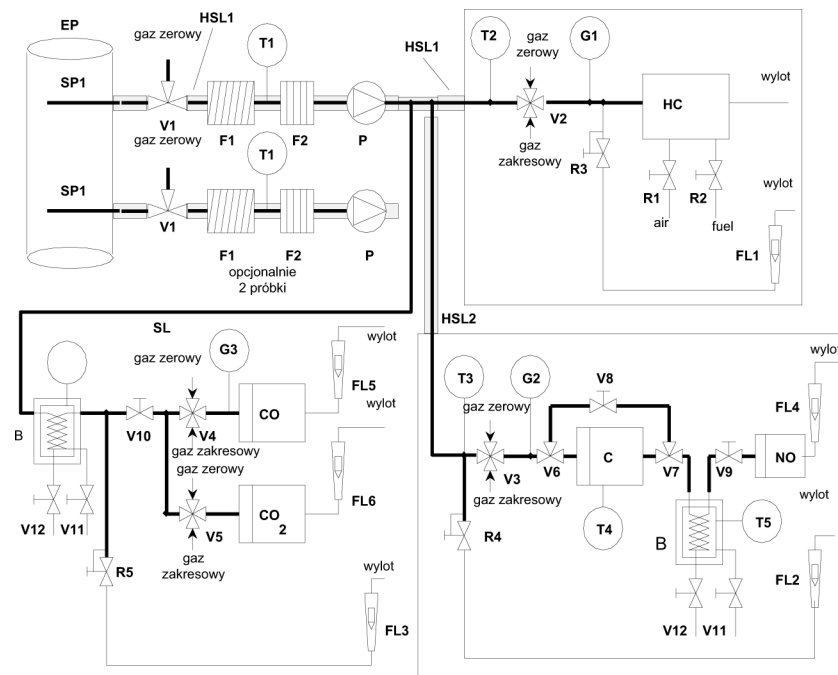 EP
HSL1
gaz zerowy
SP1
T1
HSL1
V1
gaz zerowy
F1
F2
P
T1
SP1
V1
F1
F2
P
opcjonalnie
2 próbki
T2
gaz
zerowy
G1
wylot
HC
V2
gaz
zakresowy
R3
R1
R2
air
fuel
wylot
FL1
SL
HSL2
wylot
G3
gaz zerowy
FL5
wylot
B
V10
V4
CO
gaz zakresowy
gaz zerowy
FL6
CO
2
V5
gaz
zakresowy
V12
V11
R5
wylot
FL3
wylot
T3
G2
V8
gaz zerowy
FL4
V3
V6
C
V7
V9
NO
gaz zakresowy
wylot
R4
T4
B
T5
FL2
V12
V11